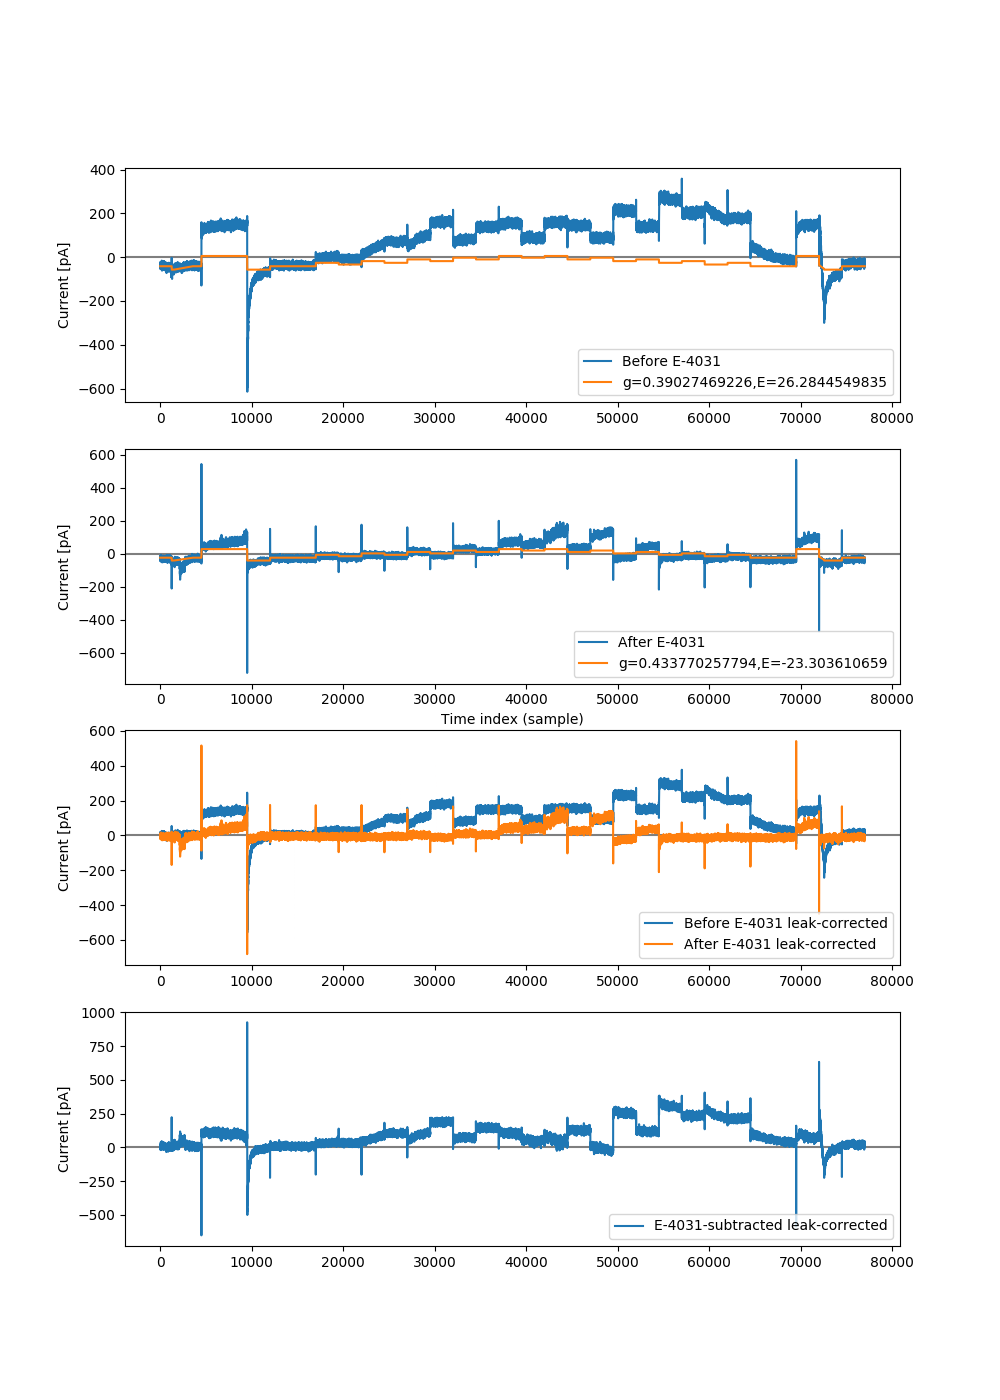 400
200
0
−200
−400
−600
Current [pA]
Before E-4031
g=0.39027469226,E=26.2844549835
0 10000 20000 30000 40000 50000 60000 70000 80000
600
400
200
0
−200
−400
−600
Current [pA]
After E-4031
g=0.433770257794,E=-23.303610659
0 10000 20000 30000 40000 50000 60000 70000 80000
Time index (sample)
600
400
200
0
−200
−400
−600
Current [pA]
Before E-4031 leak-corrected
After E-4031 leak-corrected
0 10000 20000 30000 40000 50000 60000 70000 80000
1000
750
500
250
0
−250
−500
Current [pA]
E-4031-subtracted leak-corrected
0 10000 20000 30000 40000 50000 60000 70000 80000